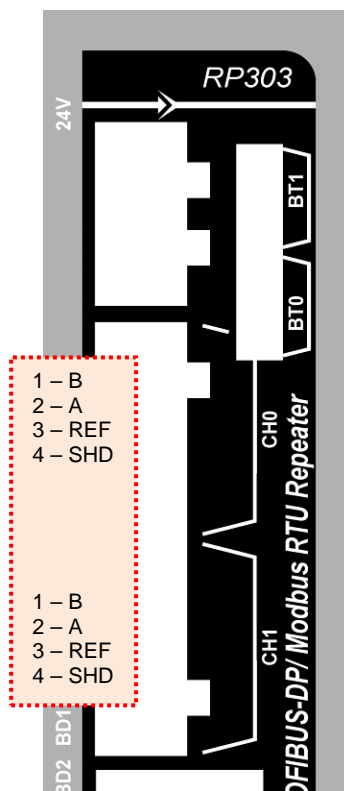 RP303
24V
BT1
BT0
1 – B
2 – A
3 – REF
4 – SHD
CH0
1 – B
2 – A
3 – REF
4 – SHD
CH1
OFIBUS-DP/ Modbus RTU Repeater
BD1
BD2